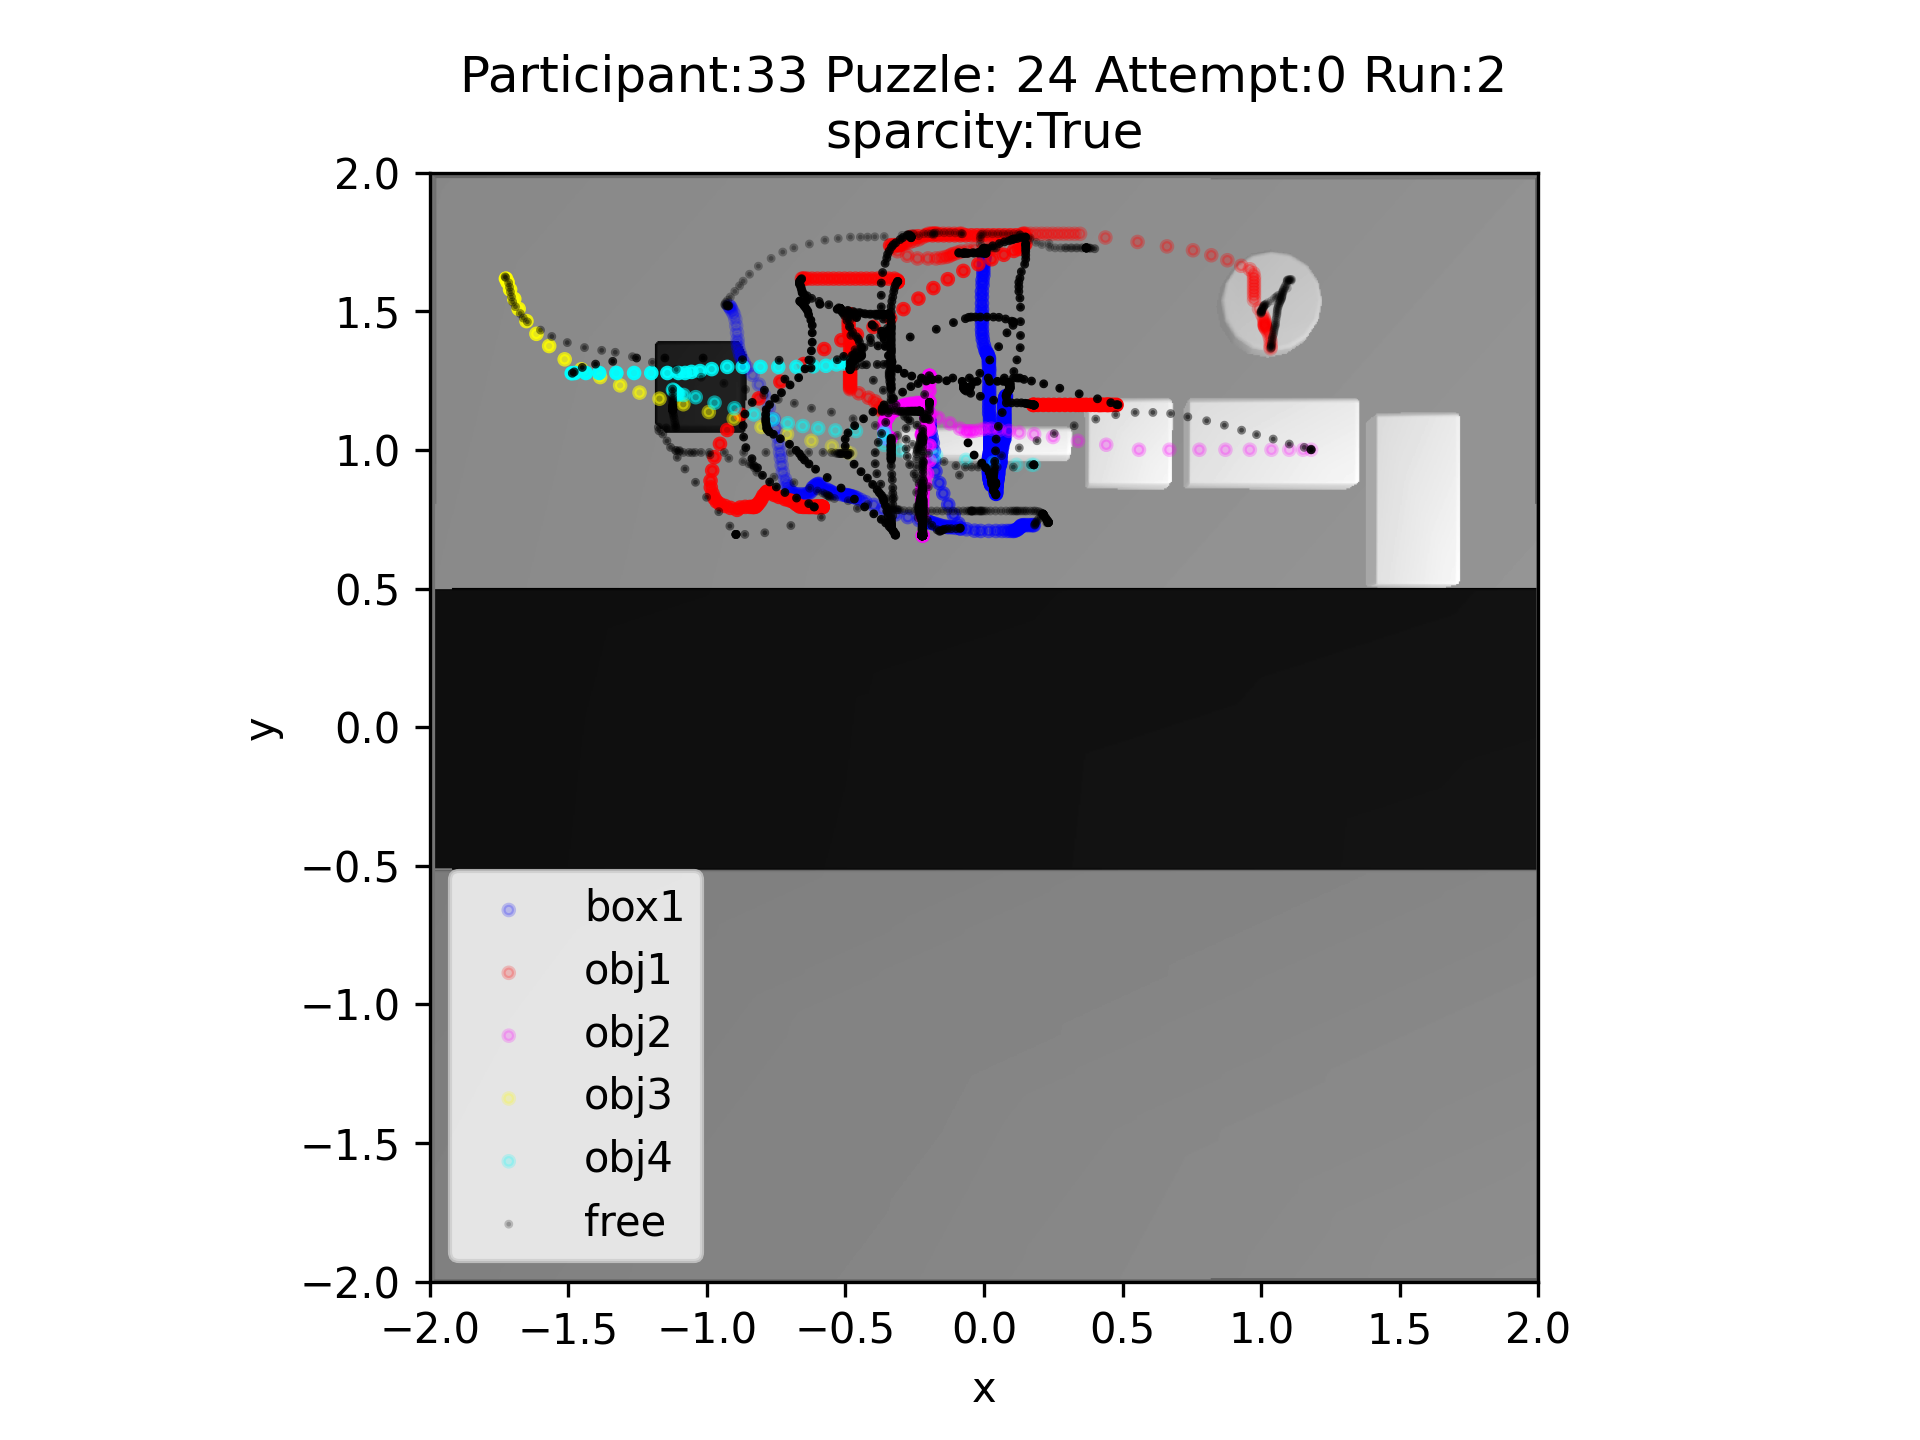 Participant:33 Puzzle: 24 Attempt:0 Run:2
sparcity:True
2.0
1.5
1.0
0.5
0.0
−0.5
−1.0
−1.5
−2.0
y
box1
obj1
obj2
obj3
obj4
free
−2.0 −1.5 −1.0 −0.5 0.0 0.5 1.0 1.5 2.0
x